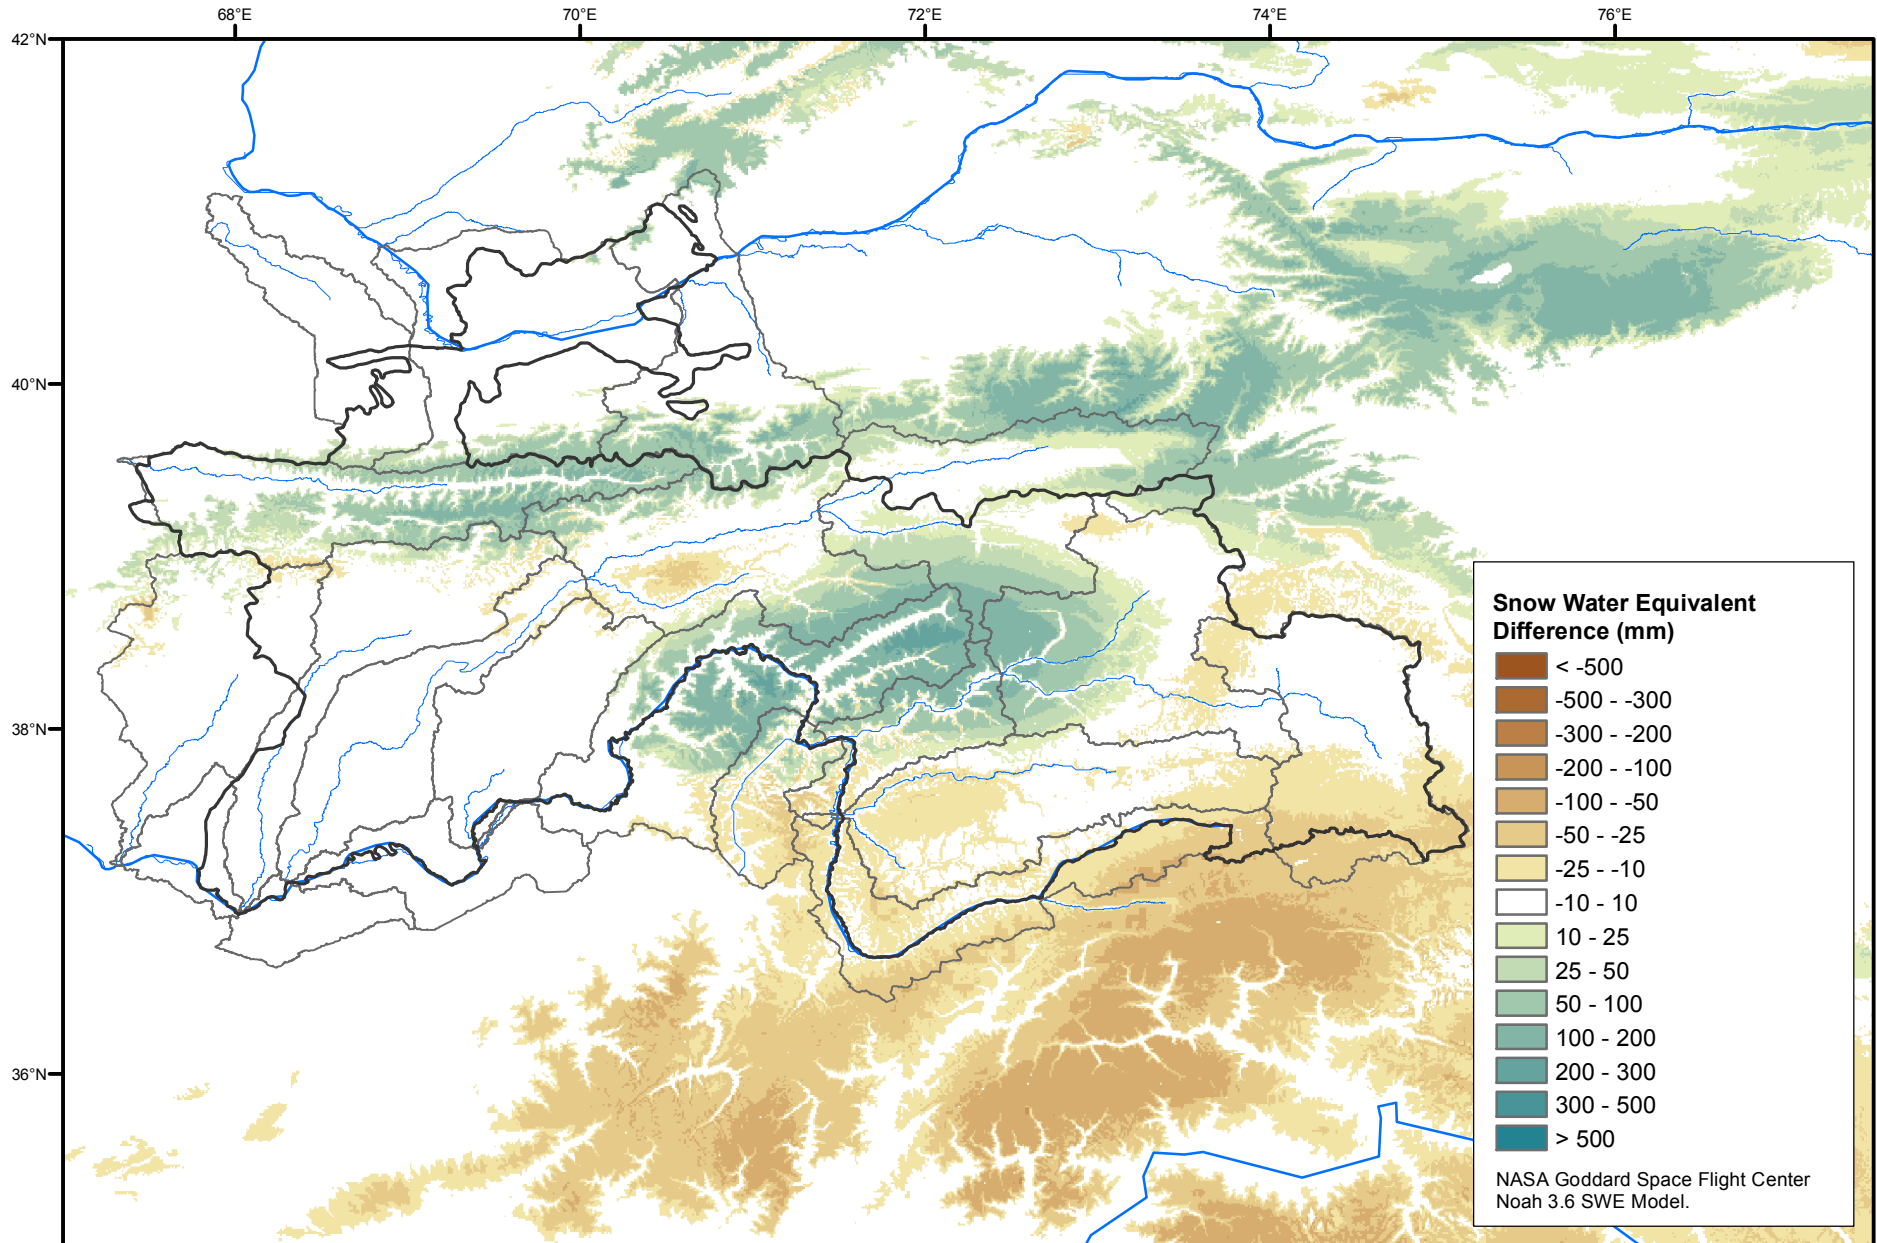 68°E
70°E
72°E
74°E
76°E
42°N
40°N
38°N
36°N
Snow Water Equivalent
Difference (mm)
< -500
-500 - -300
-300 - -200
-200 - -100
-100 - -50
-50 - -25
-25 - -10
-10 - 10
10 - 25
25 - 50
50 - 100
100 - 200
200 - 300
300 - 500
> 500
NASA Goddard Space Flight Center
Noah 3.6 SWE Model.